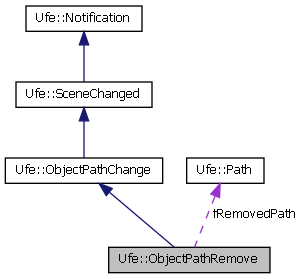 Ufe::Notification
Ufe::SceneChanged
Ufe::ObjectPathChange
Ufe::Path
fRemovedPath
Ufe::ObjectPathRemove